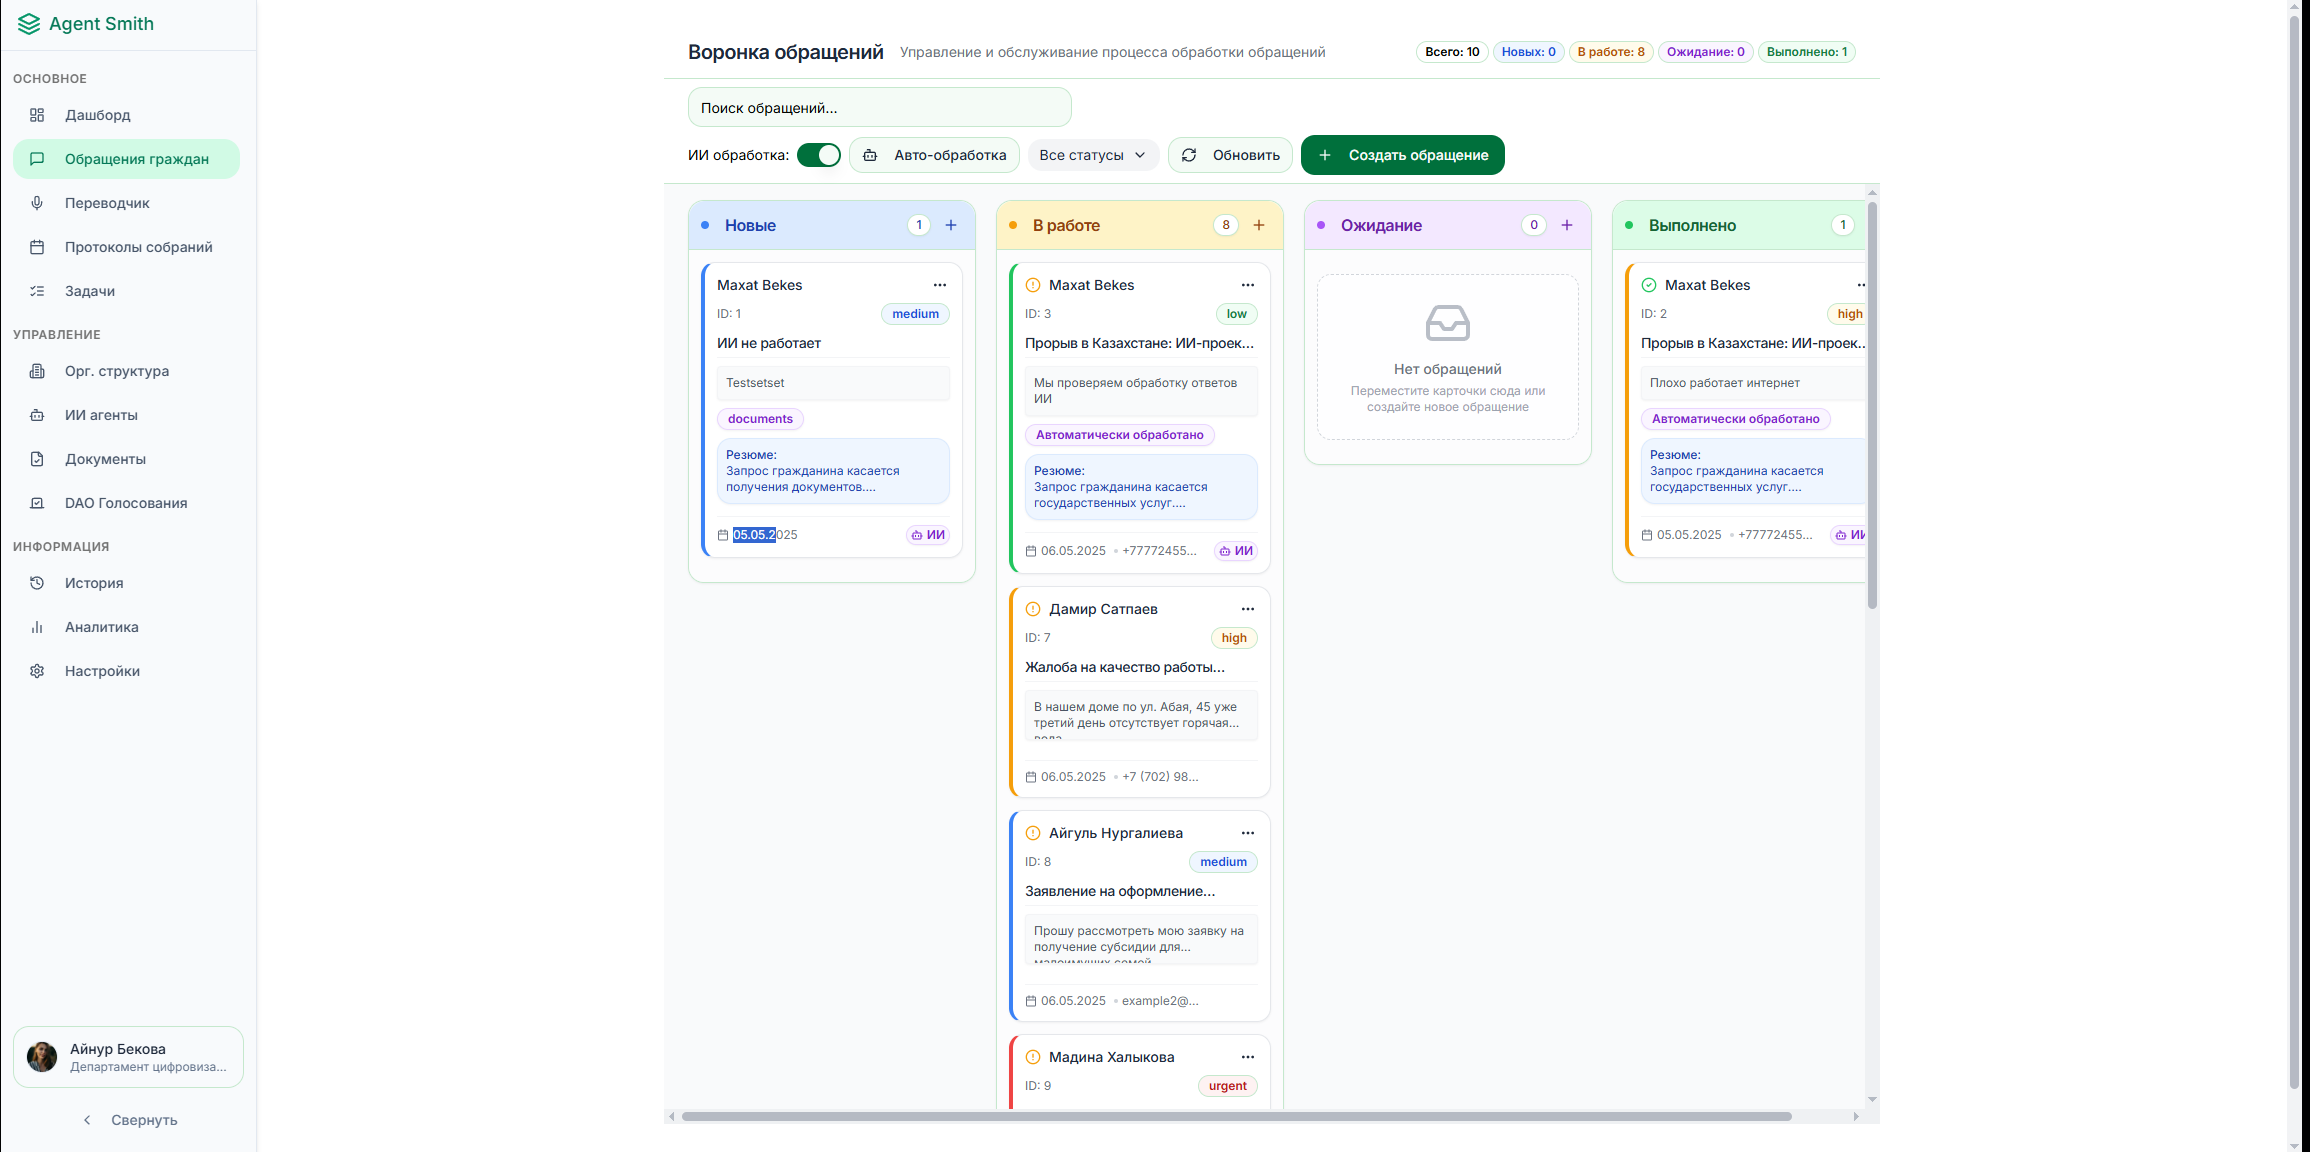 Agent Smith
ОСНОВНОЕ
Дашборд
Обращения граждан
Переводчик
Протоколы собраний
Задачи
УПРАВЛЕНИЕ
Орг. структура
ИИ агенты
Документы
DAO Голосования
ИНФОРМАЦИЯ
История
Аналитика
Настройки
Айнур Бекова
Департамент цифровиза...
Свернуть
Воронка обращений
Управление и обслуживание процесса обработки обращений
Всего: 10
Новых: 0
В работе: 8
Ожидание: 0
Выполнено: 1
Поиск обращений...
ИИ обработка:
Авто-обработка
Все статусы
Обновить
Создать обращение
Новые
1
Maxat Bekes
ID: 1
medium
ИИ не работает
Testsetset
documents
Резюме:
Запрос гражданина касается
получения документов....
05.05.2025
ИИ
В работе
8
Maxat Bekes
ID: 3
low
Прорыв в Казахстане: ИИ-проек...
Мы проверяем обработку ответов
ИИ
Автоматически обработано
Резюме:
Запрос гражданина касается
государственных услуг....
06.05.2025
+77772455...
ИИ
Дамир Сатпаев
ID: 7
high
Жалоба на качество работы...
В нашем доме по ул. Абая, 45 уже
третий день отсутствует горячая...
вода
06.05.2025
+7 (702) 98...
Айгуль Нургалиева
ID: 8
medium
Заявление на оформление...
Прошу рассмотреть мою заявку на
получение субсидии для...
малоимущих семей
06.05.2025
example2@...
Мадина Халыкова
ID: 9
urgent
Ожидание
0
Нет обращений
Переместите карточки сюда или
создайте новое обращение
Выполнено
1
Maxat Bekes
ID: 2
high
Прорыв в Казахстане: ИИ-проек...
Плохо работает интернет
Автоматически обработано
Резюме:
Запрос гражданина касается
государственных услуг....
05.05.2025
+77772455...
ИИ